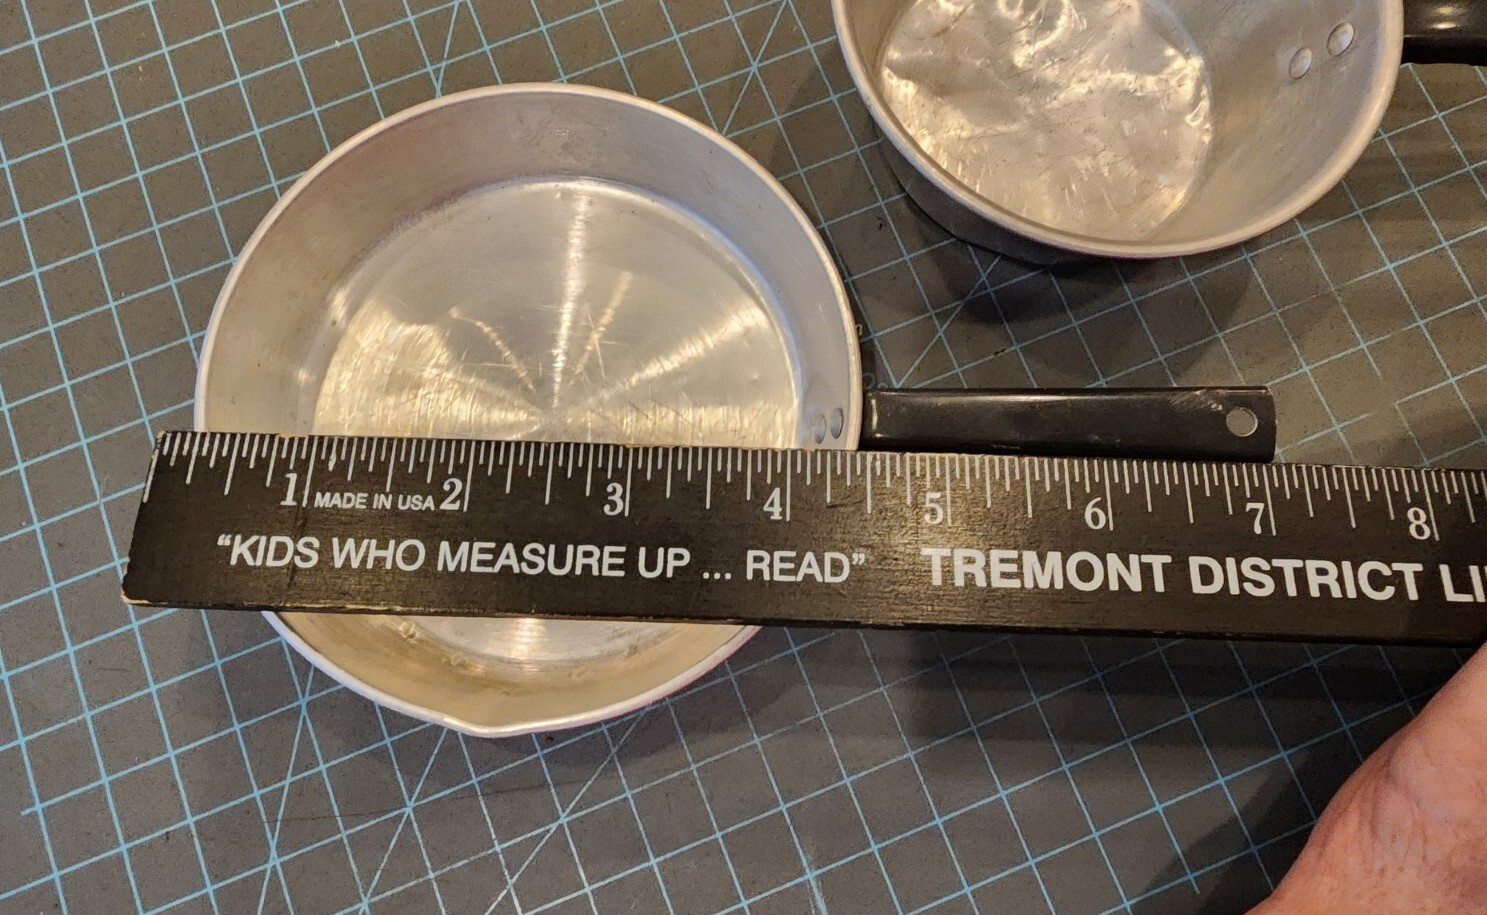 1 MADE IN USA 2 3 4 5 6 7 8
“KIDS WHO MEASURE UP ... READ” TREMONT DISTRICT LI